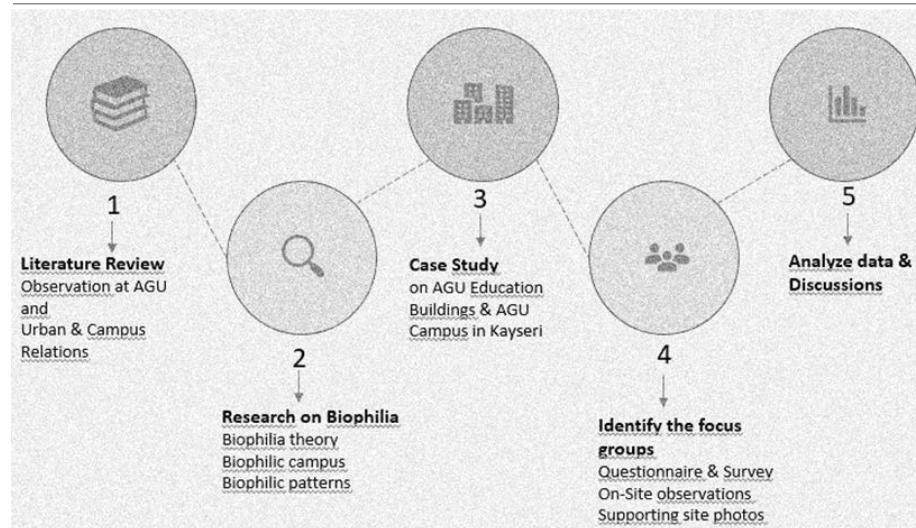 1
Literature Review
Observation at AGU
and
Urban & Campus
Relations
2
Research on Biophilia
Biophilia theory
Biophilic campus
Biophilic patterns
3
Case Study
on AGU Education
Buildings & AGU
Campus in Kayseri
4
Identify the focus
groups
Questionnaire & Survey
On-Site observations
Supporting site photos
5
Analyze data &
Discussions